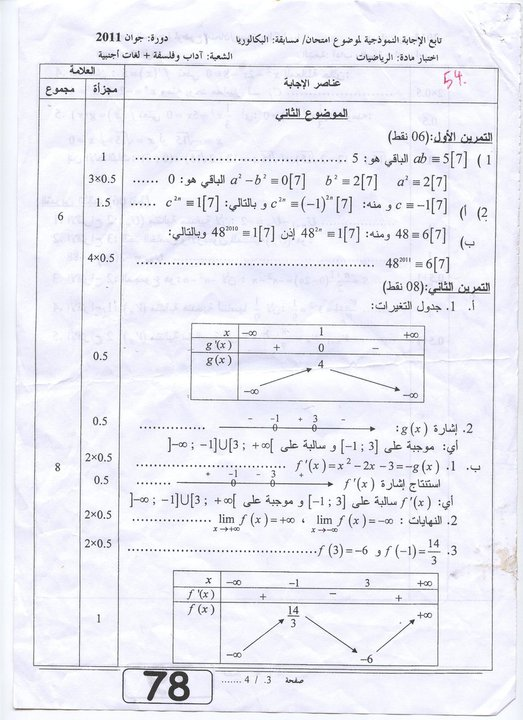 تابع الإجابة النموذجية لموضوع امتحان/ مسابقة: البكالوريا دورة: جوان 2011
اختبار مادة: الرياضيات الشعبة: آداب وفلسفة + لغات أجنبية
54.
عناصر الإجابة العلامة
مجزأة مجموع
الموضوع الثاني
التمرين الأول: (06 نقط)
1) ab ≡ 5[7] الباقي هو: 5 .......... 1
a² ≡ 2[7] b² ≡ 2[7] a² − b² ≡ 0[7] الباقي هو: 0 ...... 3×0.5
2) أ) c ≡ −1[7] و منه: c²ⁿ ≡ (−1)²ⁿ [7] و بالتالي: c²ⁿ ≡ 1[7] ...... 1.5
6
ب) 48 ≡ 6[7] ومنه: 48²ⁿ ≡ 1[7] إذن 48²⁰¹⁰ ≡ 1[7] وبالتالي:
48²⁰¹¹ ≡ 6[7] .......... 4×0.5
التمرين الثاني: (08 نقط)
أ. 1. جدول التغيرات:
x −∞ 1 +∞
g'(x) + 0 −
g(x) −∞ 4 −∞
0.5
2. إشارة g(x): − −1 + 3 − 0 0 .......... 0.5
أي: موجبة على [−1 ; 3] و سالبة على ]−∞ ; −1]∪[3 ; +∞[
8
ب. 1. f'(x) = x² − 2x − 3 = −g(x) .......... 2×0.5
استنتاج إشارة f'(x) + −1 − 3 + .......... 0.5
أي: f'(x) سالبة على [−1 ; 3] و موجبة على ]−∞ ; −1]∪[3 ; +∞[
2. النهايات: lim f(x) = −∞ x→−∞ ، lim f(x) = +∞ x→+∞ .......... 2×0.5
3. f(−1) = 14/3 و f(3) = −6 .......... 2×0.5
x −∞ −1 3 +∞
f'(x) + − +
f(x) −∞ 14/3 −6 +∞
1
صفحة 3. / 4 .......
78